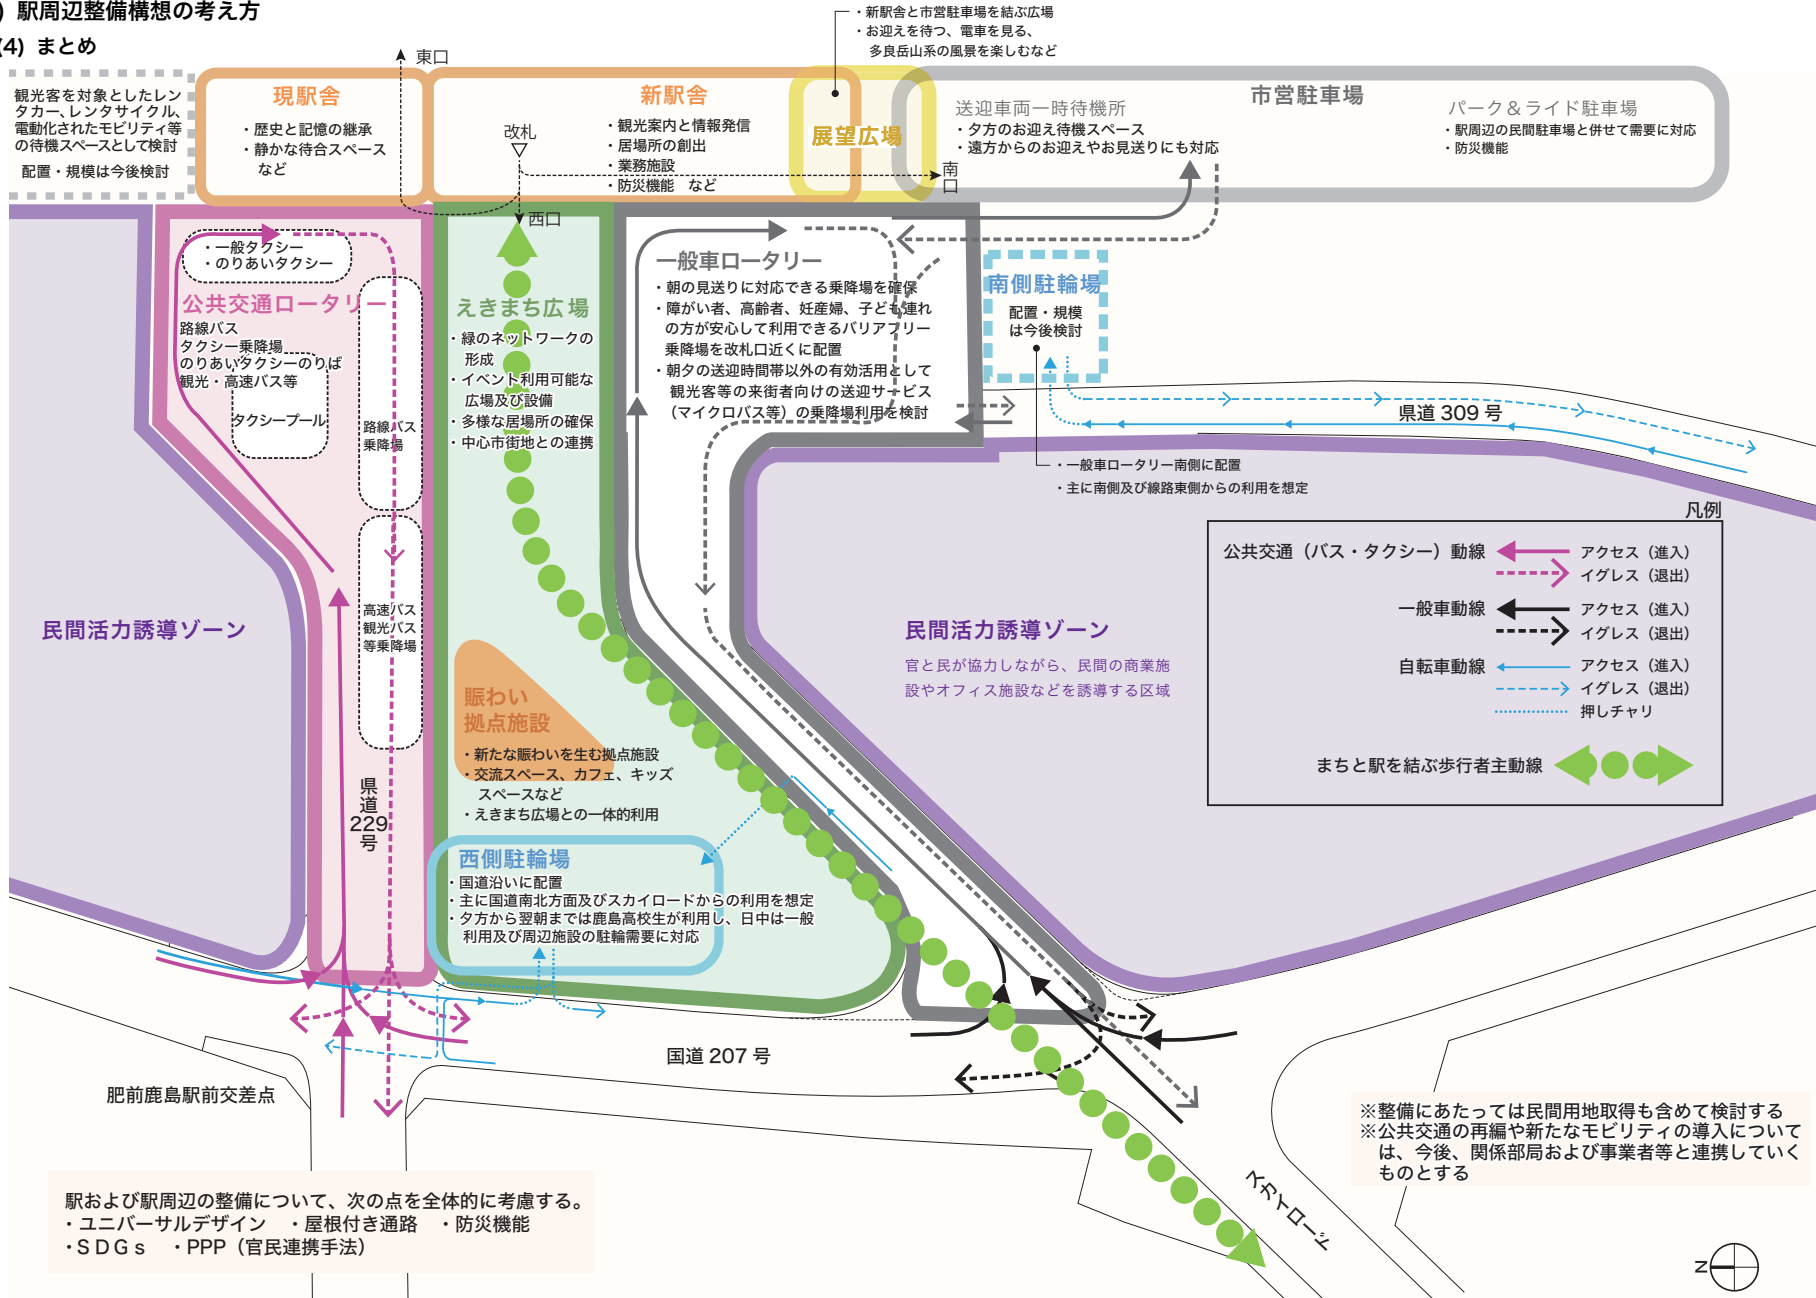 ) 駅周辺整備構想の考え方
(4) まとめ
・新駅舎と市営駐車場を結ぶ広場
・お迎えを待つ、電車を見る、
多良岳山系の風景を楽しむなど
東口
観光客を対象としたレン
タカー、レンタサイクル、
電動化されたモビリティ等
の待機スペースとして検討
配置・規模は今後検討
現駅舎
・歴史と記憶の継承
・静かな待合スペース
など
改札
新駅舎
・観光案内と情報発信
・居場所の創出
・業務施設
・防災機能　など
展望広場
南口
西口
市営駐車場
送迎車両一時待機所
・夕方のお迎え待機スペース
・遠方からのお迎えやお見送りにも対応
パーク＆ライド駐車場
・駅周辺の民間駐車場と併せて需要に対応
・防災機能
・一般タクシー
・のりあいタクシー
公共交通ロータリー
路線バス
タクシー乗降場
のりあいタクシーのりば
観光・高速バス等
タクシープール
路線バス
乗降場
高速バス
観光バス
等乗降場
県道
229
号
えきまち広場
・緑のネットワークの
形成
・イベント利用可能な
広場及び設備
・多様な居場所の確保
・中心市街地との連携
一般車ロータリー
・朝の見送りに対応できる乗降場を確保
・障がい者、高齢者、妊産婦、子ども連れ
の方が安心して利用できるバリアフリー
乗降場を改札口近くに配置
・朝夕の送迎時間帯以外の有効活用として
観光客等の来街者向けの送迎サービス
（マイクロバス等）の乗降場利用を検討
南側駐輪場
配置・規模
は今後検討
県道 309 号
・一般車ロータリー南側に配置
・主に南側及び線路東側からの利用を想定
民間活力誘導ゾーン
民間活力誘導ゾーン
官と民が協力しながら、民間の商業施
設やオフィス施設などを誘導する区域
凡例
公共交通（バス・タクシー）動線
アクセス（進入）
イグレス（退出）
一般車動線
アクセス（進入）
イグレス（退出）
自転車動線
アクセス（進入）
イグレス（退出）
押しチャリ
まちと駅を結ぶ歩行者主動線
賑わい
拠点施設
・新たな賑わいを生む拠点施設
・交流スペース、カフェ、キッズ
スペースなど
・えきまち広場との一体的利用
西側駐輪場
・国道沿いに配置
・主に国道南北方面及びスカイロードからの利用を想定
・夕方から翌朝までは鹿島高校生が利用し、日中は一般
利用及び周辺施設の駐輪需要に対応
国道 207 号
肥前鹿島駅前交差点
スカイロード
※整備にあたっては民間用地取得も含めて検討する
※公共交通の再編や新たなモビリティの導入について
は、今後、関係部局および事業者等と連携していく
ものとする
駅および駅周辺の整備について、次の点を全体的に考慮する。
・ユニバーサルデザイン　・屋根付き通路　・防災機能
・ＳＤＧｓ　・PPP（官民連携手法）
N